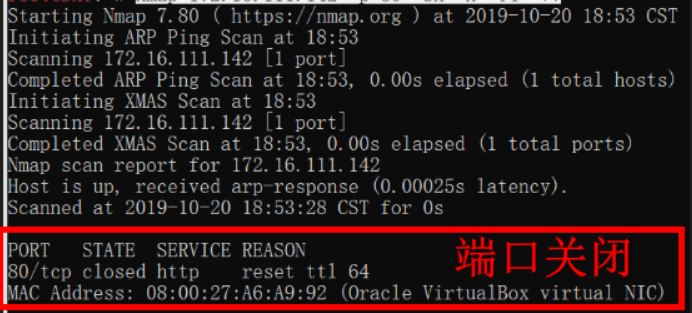 Starting Nmap 7.80 ( https://nmap.org ) at 2019-10-20 18:53 CST
Initiating ARP Ping Scan at 18:53
Scanning 172.16.111.142 [1 port]
Completed ARP Ping Scan at 18:53, 0.00s elapsed (1 total hosts)
Initiating XMAS Scan at 18:53
Scanning 172.16.111.142 [1 port]
Completed XMAS Scan at 18:53, 0.00s elapsed (1 total ports)
Nmap scan report for 172.16.111.142
Host is up, received arp-response (0.00025s latency).
Scanned at 2019-10-20 18:53:28 CST for 0s
PORT STATE SERVICE REASON
端口关闭
80/tcp closed http reset ttl 64
MAC Address: 08:00:27:A6:A9:92 (Oracle VirtualBox virtual NIC)